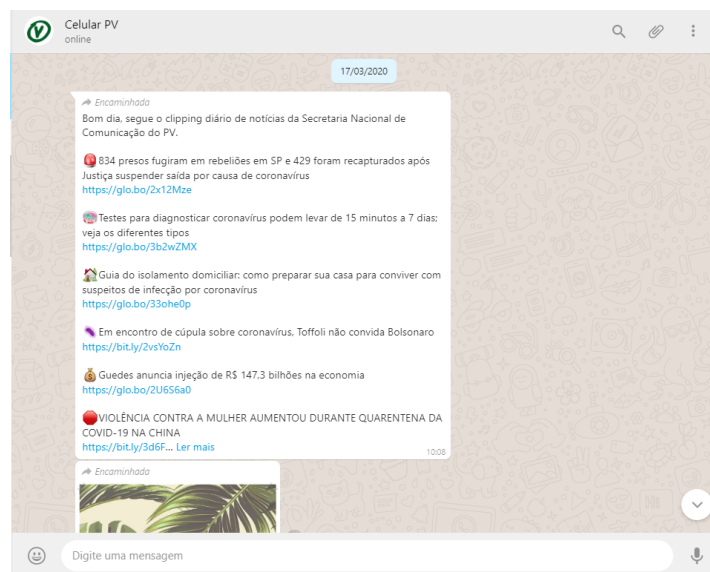 Celular PV
online
17/03/2020
Encaminhada
Bom dia, segue o clipping diário de notícias da Secretaria Nacional de
Comunicação do PV.
834 presos fugiram em rebeliões em SP e 429 foram recapturados após
Justiça suspender saída por causa de coronavírus
https://glo.bo/2x12Mze
Testes para diagnosticar coronavírus podem levar de 15 minutos a 7 dias;
veja os diferentes tipos
https://glo.bo/3b2wZMX
Guia do isolamento domiciliar: como preparar sua casa para conviver com
suspeitos de infecção por coronavírus
https://glo.bo/33ohe0p
Em encontro de cúpula sobre coronavírus, Toffoli não convida Bolsonaro
https://bit.ly/2vsYoZn
Guedes anuncia injeção de R$ 147,3 bilhões na economia
https://glo.bo/2U6S6a0
VIOLÊNCIA CONTRA A MULHER AUMENTOU DURANTE QUARENTENA DA
COVID-19 NA CHINA
https://bit.ly/3d6F... Ler mais
10:08
Encaminhada
Digite uma mensagem